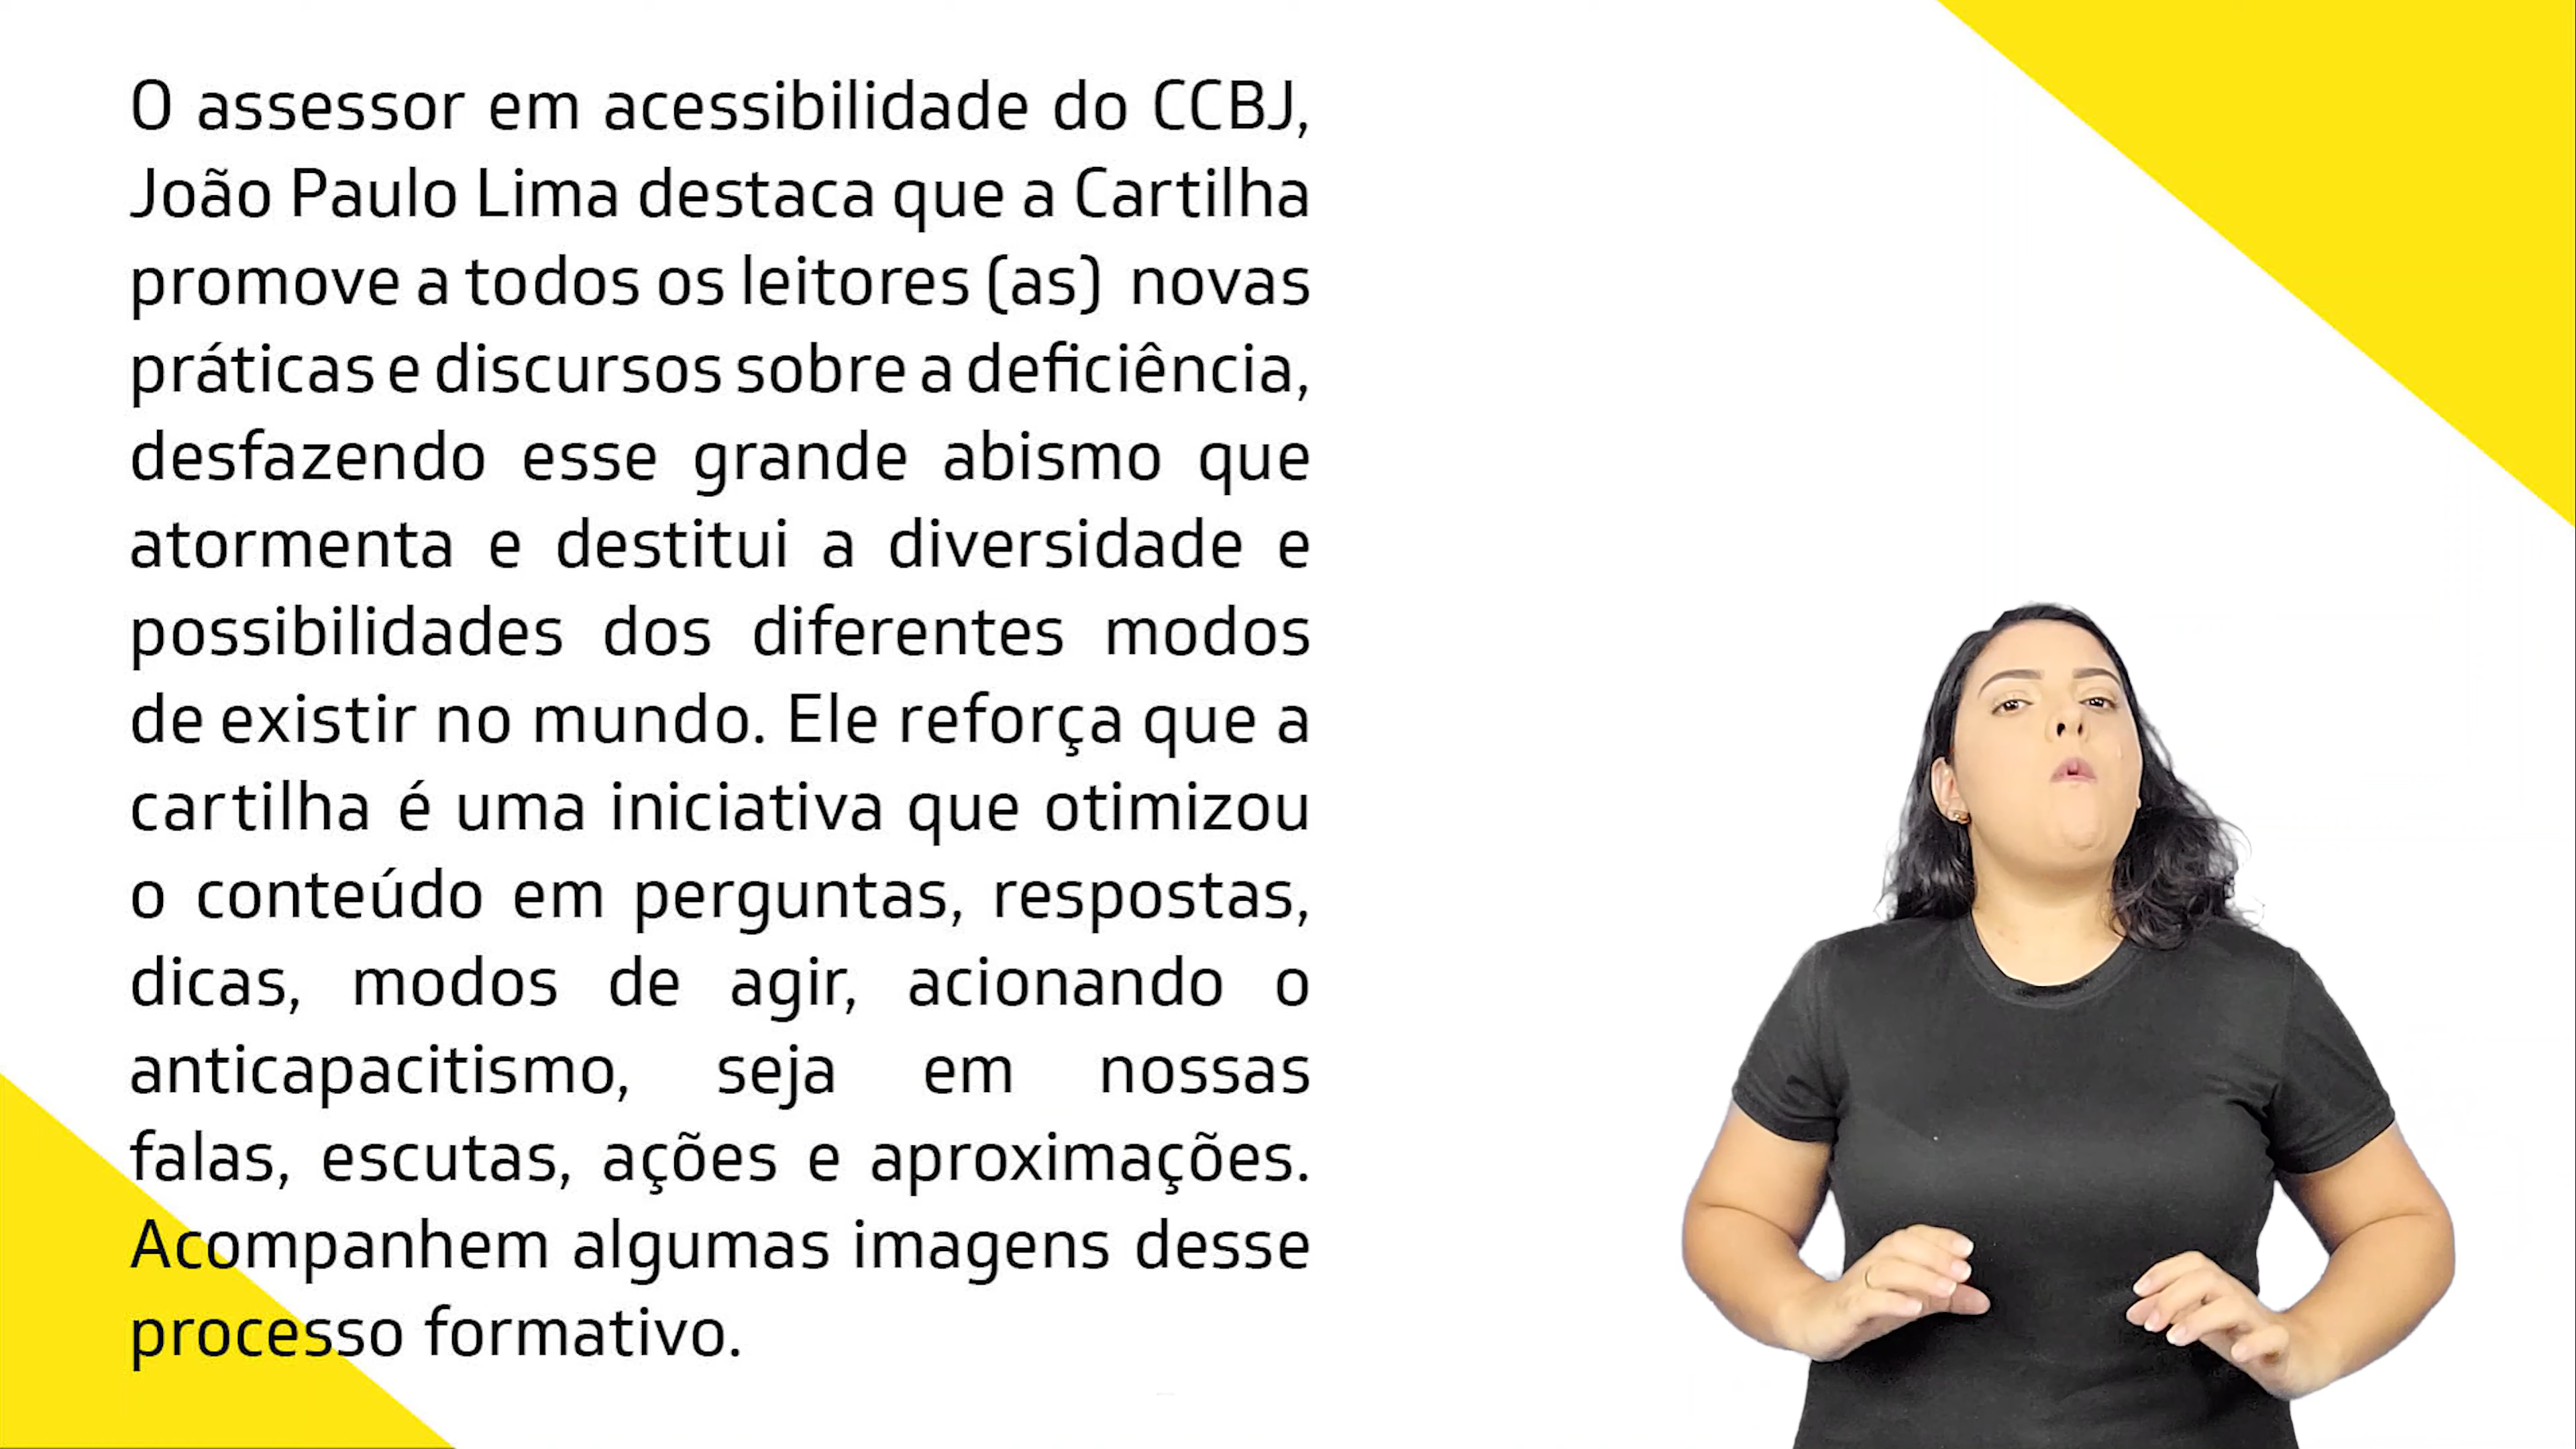 O assessor em acessibilidade do CCBJ,
João Paulo Lima destaca que a Cartilha
promove a todos os leitores (as) novas
práticas e discursos sobre a deficiência,
desfazendo esse grande abismo que
atormenta e destitui a diversidade e
possibilidades dos diferentes modos
de existir no mundo. Ele reforça que a
cartilha é uma iniciativa que otimizou
o conteúdo em perguntas, respostas,
dicas, modos de agir, acionando o
anticapacitismo, seja em nossas
falas, escutas, ações e aproximações.
Acompanhem algumas imagens desse
processo formativo.